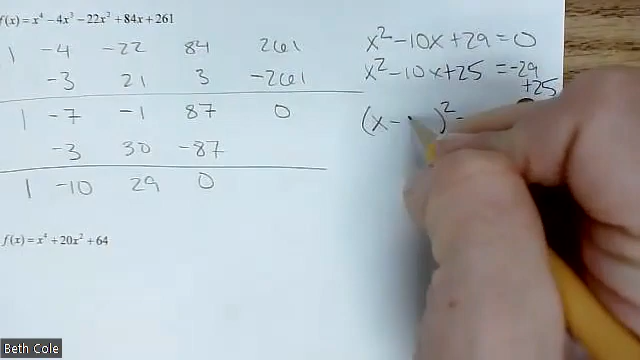 f(x) = x⁴ − 4x³ − 22x² + 84x + 261
1 -4 -22 84 261
-3 21 3 -261
1 -7 -1 87 0
-3 30 -87
1 -10 29 0
x² - 10x + 29 = 0
x² - 10x + 25 = -29
+25
(x - )²
f(x) = x⁴ + 20x² + 64
Beth Cole